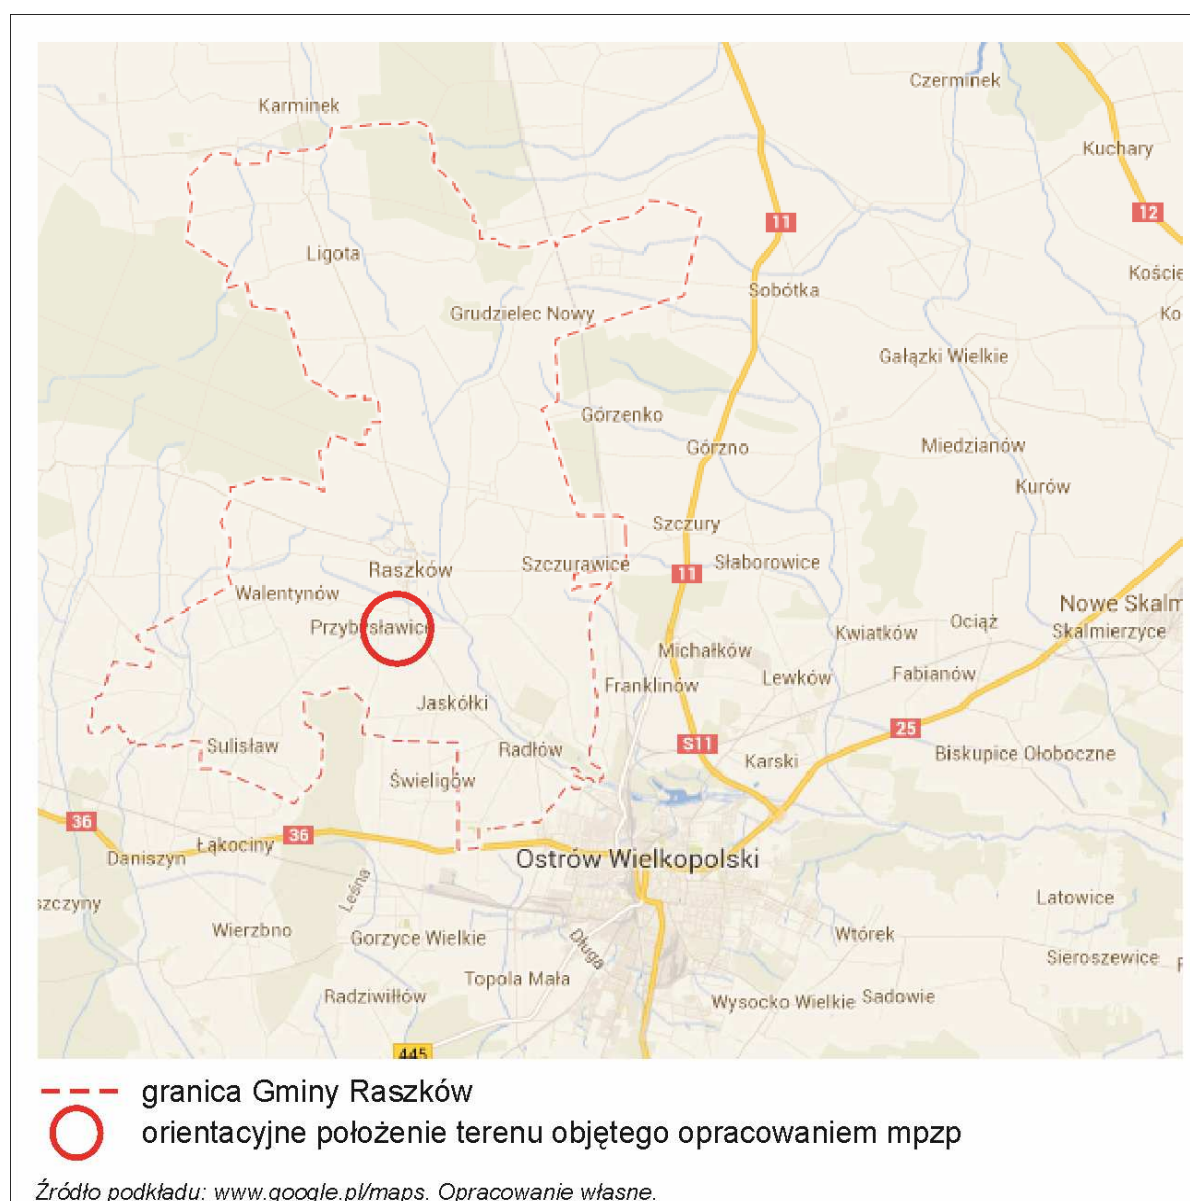 Karminek
Czerminek
Kuchary
12
11
Ligota
Koście
Sobótka
Grudzielec Nowy
Ko
Gałązki Wielkie
Górzenko
Górzno
Miedzianów
Kurów
Szczury
Raszków
Szczurawice
11
Słaborowice
Walentynów
Nowe Skalm
Przybysławice
Ociąż
Kwiatków
Skalmierzyce
Michałków
Franklinów
Lewków
Fabianów
Jaskółki
25
Sulisław
Radłów
S11
Karski
Biskupice Ołoboczne
Świeligów
36
36
Łąkociny
Daniszyn
Ostrów Wielkopolski
Leśna
szczyny
Latowice
Wierzbno
Gorzyce Wielkie
Długa
Wtórek
Sieroszewice
Topola Mała
Radziwiłłów
Wysocko Wielkie
Sadowie
445
granica Gminy Raszków
orientacyjne położenie terenu objętego opracowaniem mpzp
Źródło podkładu: www.google.pl/maps. Opracowanie własne.